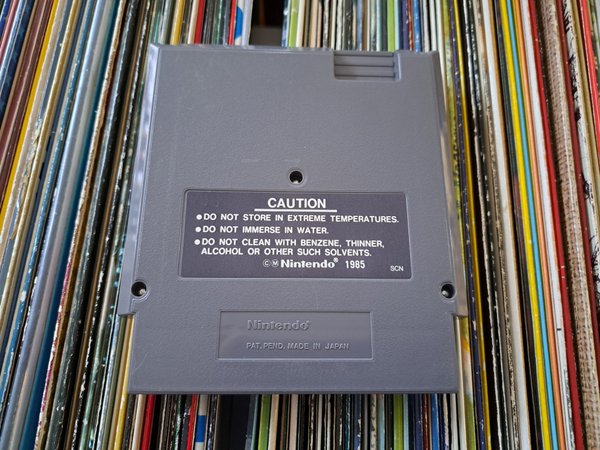 CAUTION
●DO NOT STORE IN EXTREME TEMPERATURES.
●DO NOT IMMERSE IN WATER.
●DO NOT CLEAN WITH BENZENE, THINNER,
ALCOHOL OR OTHER SUCH SOLVENTS.
©Ⓜ Nintendo® 1985 SCN
Nintendo®
PAT. PEND. MADE IN JAPAN